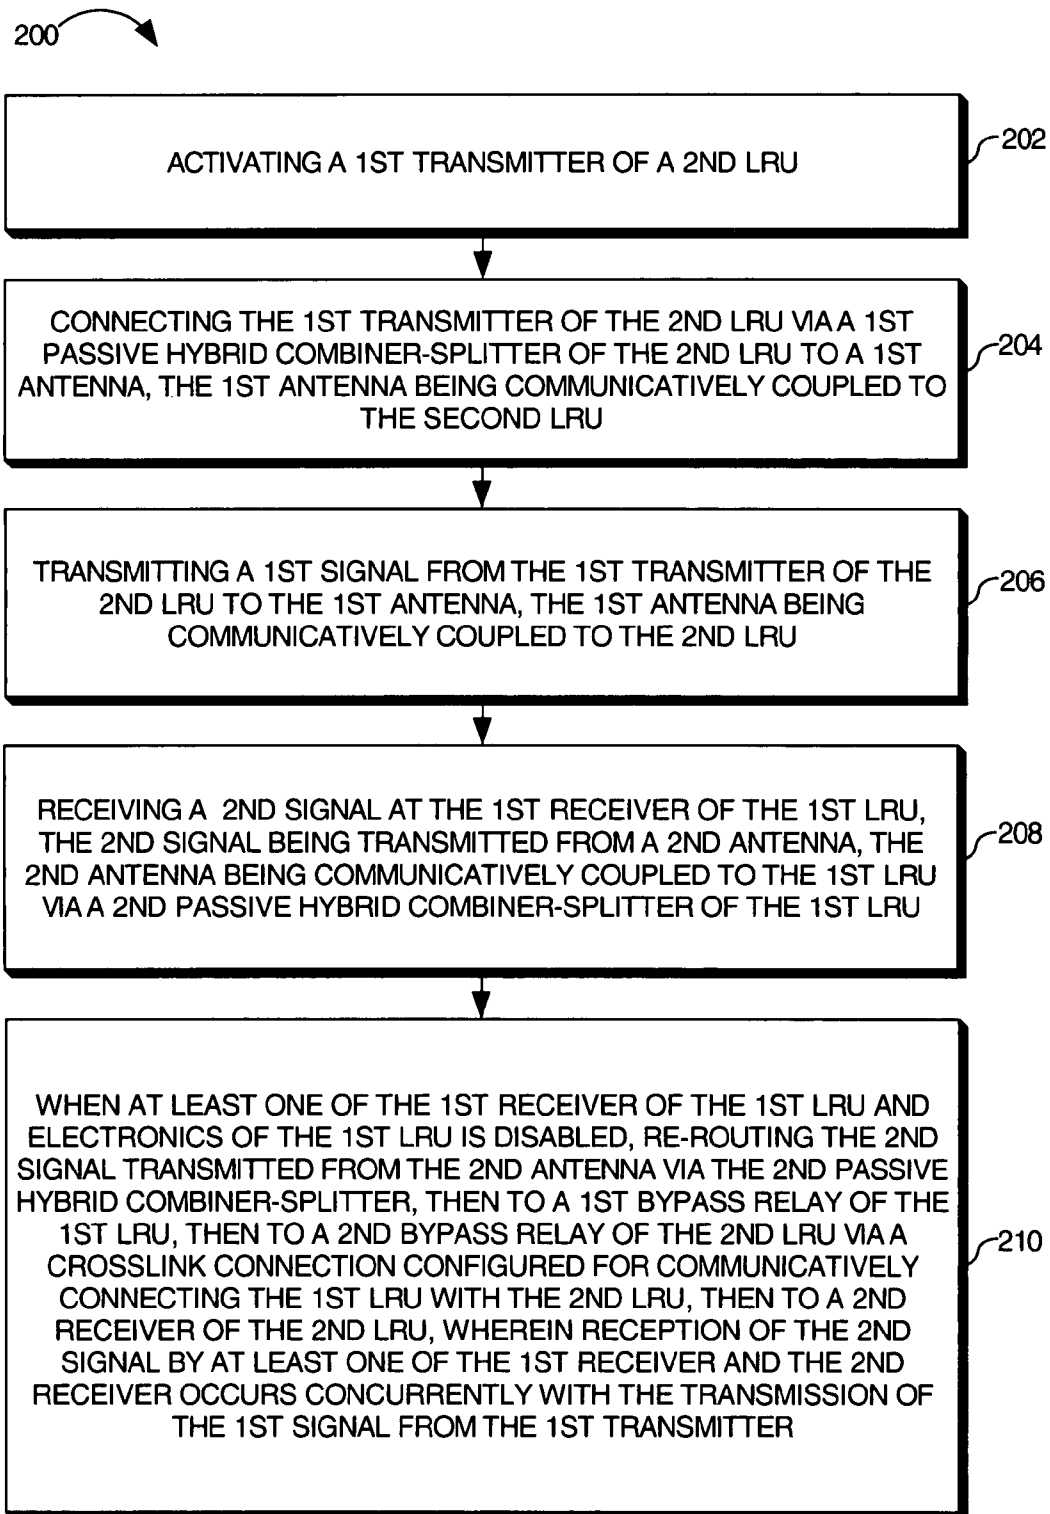 200
ACTIVATING A 1ST TRANSMITTER OF A 2ND LRU
202
CONNECTING THE 1ST TRANSMITTER OF THE 2ND LRU VIA A 1ST
PASSIVE HYBRID COMBINER-SPLITTER OF THE 2ND LRU TO A 1ST
ANTENNA, THE 1ST ANTENNA BEING COMMUNICATIVELY COUPLED TO
THE SECOND LRU
204
TRANSMITTING A 1ST SIGNAL FROM THE 1ST TRANSMITTER OF THE
2ND LRU TO THE 1ST ANTENNA, THE 1ST ANTENNA BEING
COMMUNICATIVELY COUPLED TO THE 2ND LRU
206
RECEIVING A 2ND SIGNAL AT THE 1ST RECEIVER OF THE 1ST LRU,
THE 2ND SIGNAL BEING TRANSMITTED FROM A 2ND ANTENNA, THE
2ND ANTENNA BEING COMMUNICATIVELY COUPLED TO THE 1ST LRU
VIA A 2ND PASSIVE HYBRID COMBINER-SPLITTER OF THE 1ST LRU
208
WHEN AT LEAST ONE OF THE 1ST RECEIVER OF THE 1ST LRU AND
ELECTRONICS OF THE 1ST LRU IS DISABLED, RE-ROUTING THE 2ND
SIGNAL TRANSMITTED FROM THE 2ND ANTENNA VIA THE 2ND PASSIVE
HYBRID COMBINER-SPLITTER, THEN TO A 1ST BYPASS RELAY OF THE
1ST LRU, THEN TO A 2ND BYPASS RELAY OF THE 2ND LRU VIA A
CROSSLINK CONNECTION CONFIGURED FOR COMMUNICATIVELY
CONNECTING THE 1ST LRU WITH THE 2ND LRU, THEN TO A 2ND
RECEIVER OF THE 2ND LRU, WHEREIN RECEPTION OF THE 2ND
SIGNAL BY AT LEAST ONE OF THE 1ST RECEIVER AND THE 2ND
RECEIVER OCCURS CONCURRENTLY WITH THE TRANSMISSION OF
THE 1ST SIGNAL FROM THE 1ST TRANSMITTER
210